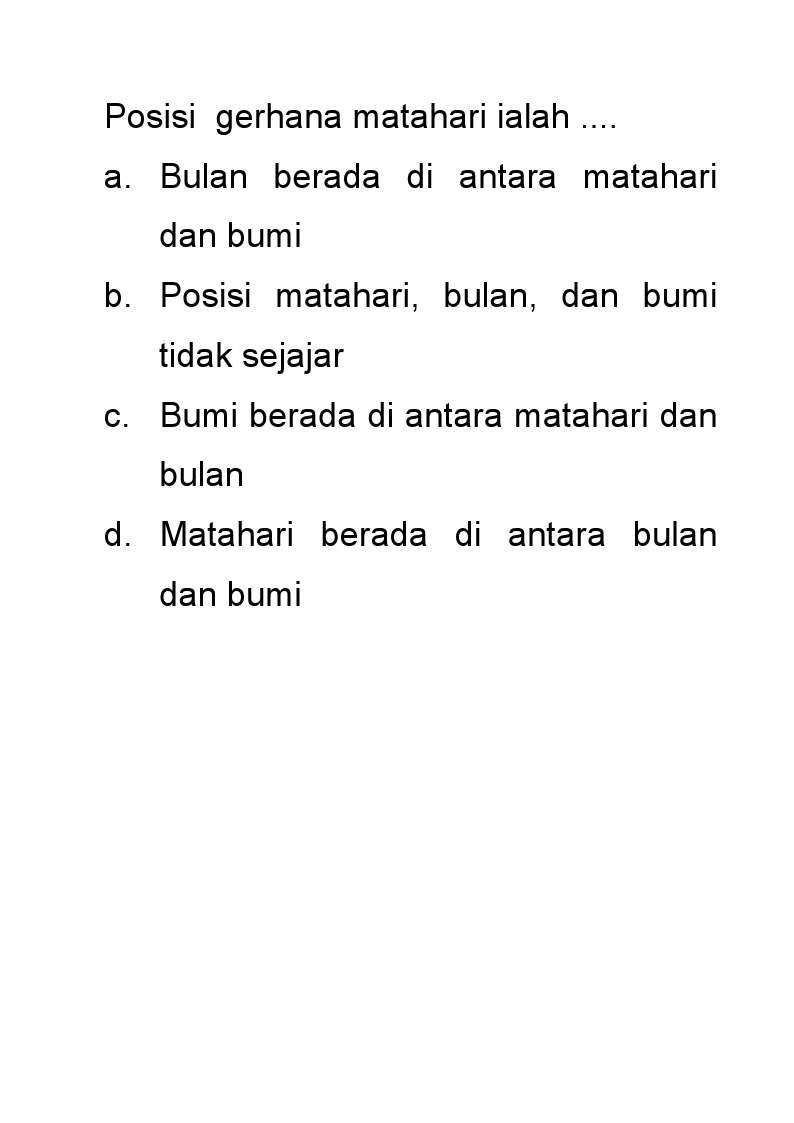 Posisi  gerhana matahari ialah ....
a. Bulan berada di antara matahari
dan bumi
b. Posisi matahari, bulan, dan bumi
tidak sejajar
c. Bumi berada di antara matahari dan
bulan
d. Matahari berada di antara bulan
dan bumi